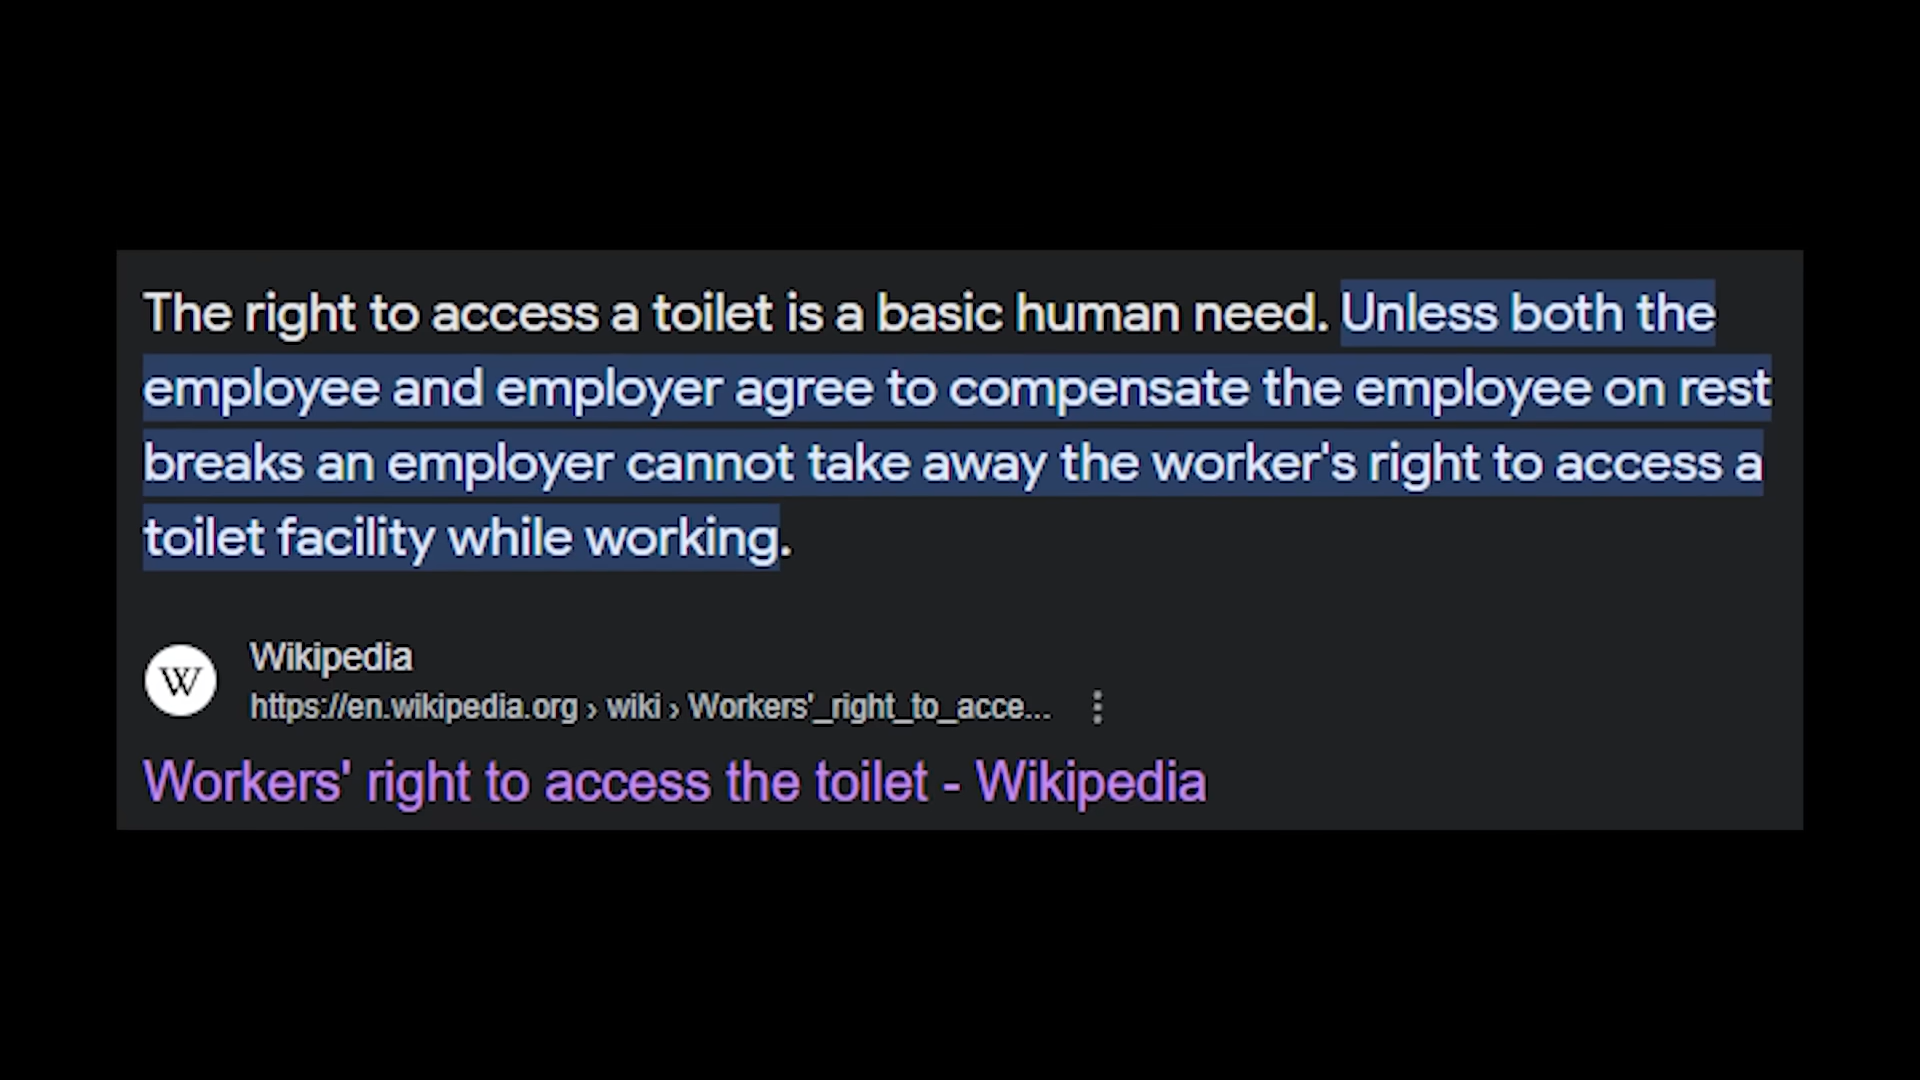 The right to access a toilet is a basic human need. Unless both the
employee and employer agree to compensate the employee on rest
breaks an employer cannot take away the worker's right to access a
toilet facility while working.
W
Wikipedia
https://en.wikipedia.org › wiki › Workers'_right_to_acce...
Workers' right to access the toilet - Wikipedia